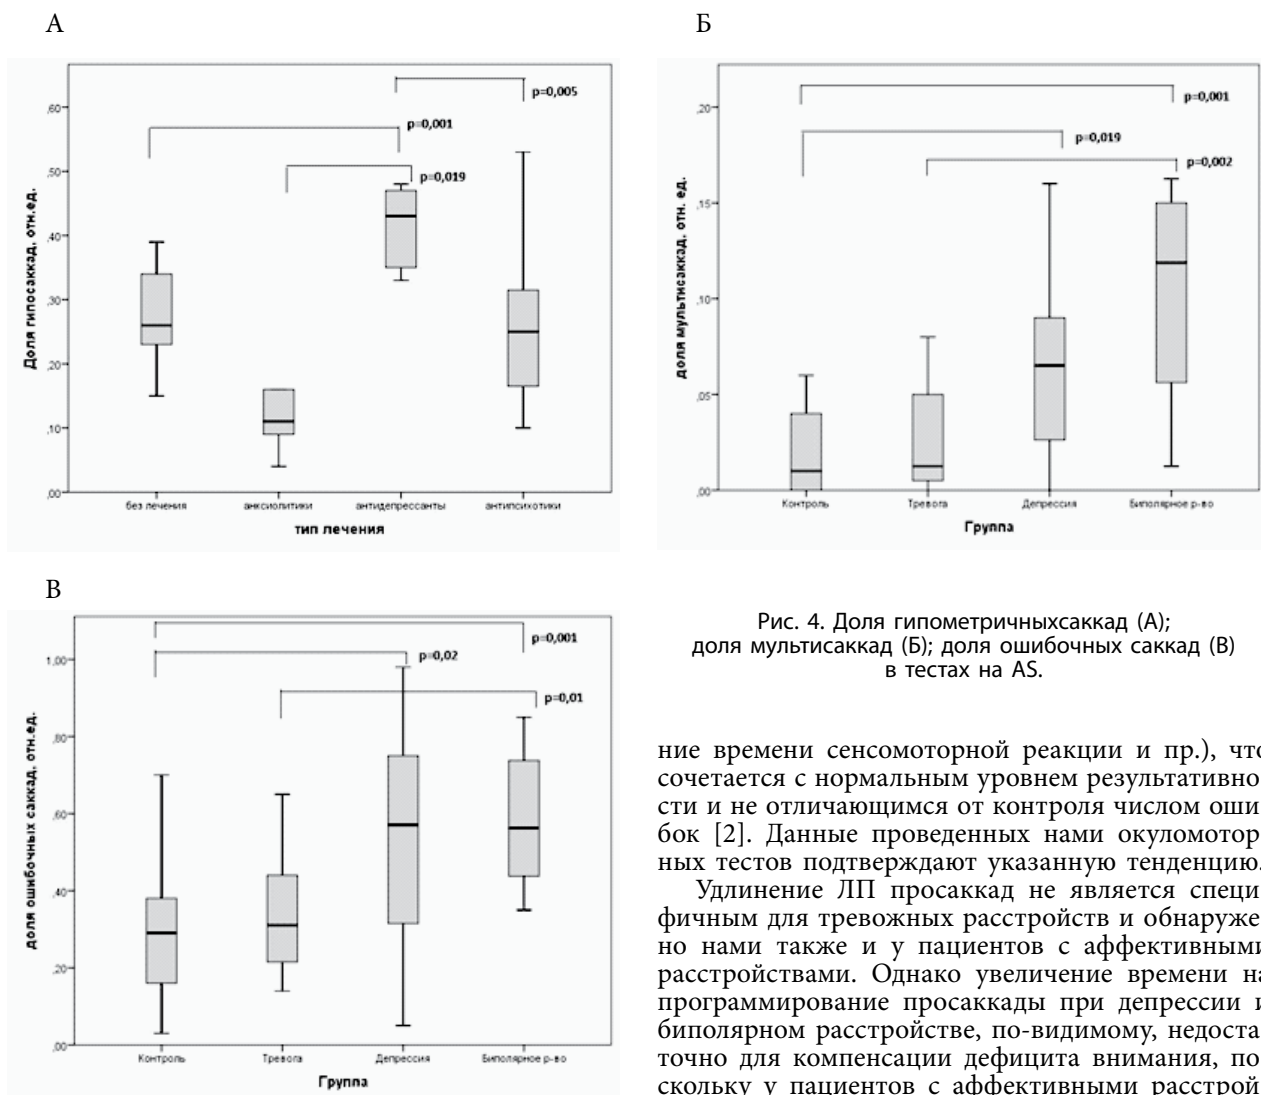 А
Доля гипосаккад, отн.ед.
,60
,50
,40
,30
,20
,10
,00
p=0,005
p=0,001
p=0,019
без лечения анксиолитики антидепрессанты антипсихотики
тип лечения
Б
доля мультисаккад, отн. ед.
,20
,15
,10
,05
,00
p=0,001
p=0,019
p=0,002
Контроль Тревога Депрессия Биполярное р-во
Группа
В
доля ошибочных саккад, отн.ед.
1,00
,80
,60
,40
,20
,00
p=0,001
p=0,02
p=0,01
Контроль Тревога Депрессия Биполярное р-во
Группа
Рис. 4. Доля гипометричныхсаккад (А);
доля мультисаккад (Б); доля ошибочных саккад (В)
в тестах на AS.
ние времени сенсомоторной реакции и пр.), что
сочетается с нормальным уровнем результативно
сти и не отличающимся от контроля числом оши
бок [2]. Данные проведенных нами окуломотор
ных тестов подтверждают указанную тенденцию.
Удлинение ЛП просаккад не является специ
фичным для тревожных расстройств и обнаруже
но нами также и у пациентов с аффективными
расстройствами. Однако увеличение времени на
программирование просаккады при депрессии и
биполярном расстройстве, по-видимому, недоста
точно для компенсации дефицита внимания, по
скольку у пациентов с аффективными расстрой